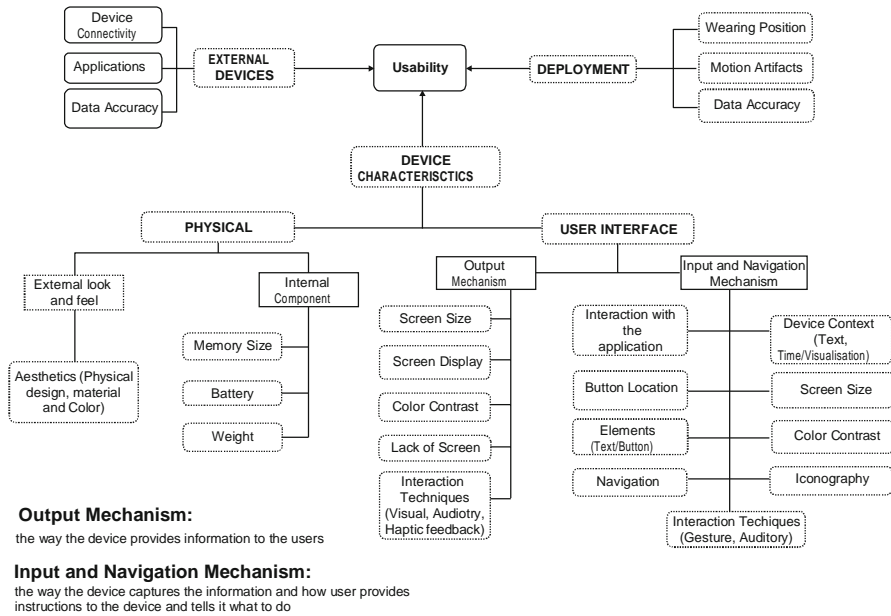 Device
Connectivity
Applications
Data Accuracy
EXTERNAL
DEVICES
Usability
DEPLOYMENT
Wearing Position
Motion Artifacts
Data Accuracy
DEVICE
CHARACTERISCTICS
PHYSICAL
USER INTERFACE
External look
and feel
Internal
Component
Output
Mechanism
Input and Navigation
Mechanism
Aesthetics (Physical
design, material
and Color)
Memory Size
Battery
Weight
Screen Size
Screen Display
Color Contrast
Lack of Screen
Interaction
Techniques
(Visual, Audiotry,
Haptic feedback)
Interaction with
the
application
Button Location
Elements
(Text/Button)
Navigation
Device Context
(Text,
Time/Visualisation)
Screen Size
Color Contrast
Iconography
Interaction Techiques
(Gesture, Auditory)
Output Mechanism:
the way the device provides information to the users
Input and Navigation Mechanism:
the way the device captures the information and how user provides
instructions to the device and tells it what to do